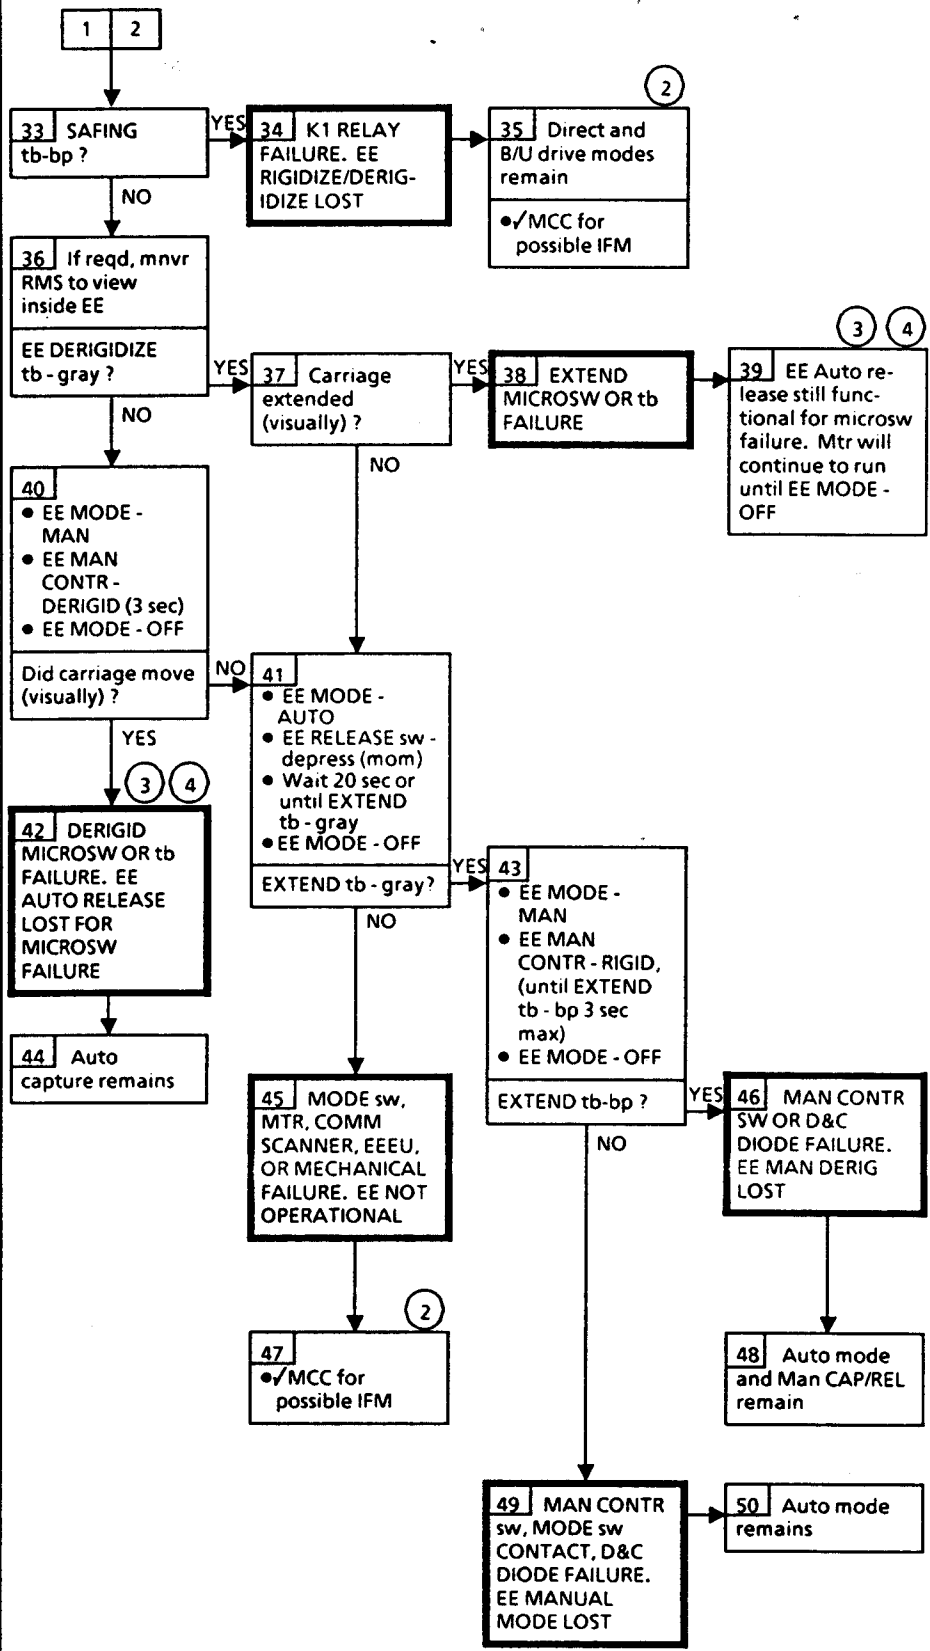 1 2
33 SAFING
tb-bp ?
YES
NO
34 K1 RELAY
FAILURE. EE
RIGIDIZE/DERIG-
IDIZE LOST
2
35 Direct and
B/U drive modes
remain
●✓MCC for
possible IFM
36 If reqd, mnvr
RMS to view
inside EE
EE DERIGIDIZE
tb - gray ?
YES
NO
37 Carriage
extended
(visually) ?
YES
NO
38 EXTEND
MICROSW OR tb
FAILURE
3 4
39 EE Auto re-
lease still func-
tional for microsw
failure. Mtr will
continue to run
until EE MODE -
OFF
40
● EE MODE -
MAN
● EE MAN
CONTR -
DERIGID (3 sec)
● EE MODE - OFF
Did carriage move
(visually) ?
NO
YES
41
● EE MODE -
AUTO
● EE RELEASE sw -
depress (mom)
● Wait 20 sec or
until EXTEND
tb - gray
● EE MODE - OFF
EXTEND tb - gray?
YES
NO
3 4
42 DERIGID
MICROSW OR tb
FAILURE. EE
AUTO RELEASE
LOST FOR
MICROSW
FAILURE
43
● EE MODE -
MAN
● EE MAN
CONTR - RIGID,
(until EXTEND
tb - bp 3 sec
max)
● EE MODE - OFF
EXTEND tb-bp ?
YES
NO
44 Auto
capture remains
45 MODE sw,
MTR, COMM
SCANNER, EEEU,
OR MECHANICAL
FAILURE. EE NOT
OPERATIONAL
46 MAN CONTR
SW OR D&C
DIODE FAILURE.
EE MAN DERIG
LOST
2
47
●✓MCC for
possible IFM
48 Auto mode
and Man CAP/REL
remain
49 MAN CONTR
sw, MODE sw
CONTACT, D&C
DIODE FAILURE.
EE MANUAL
MODE LOST
50 Auto mode
remains